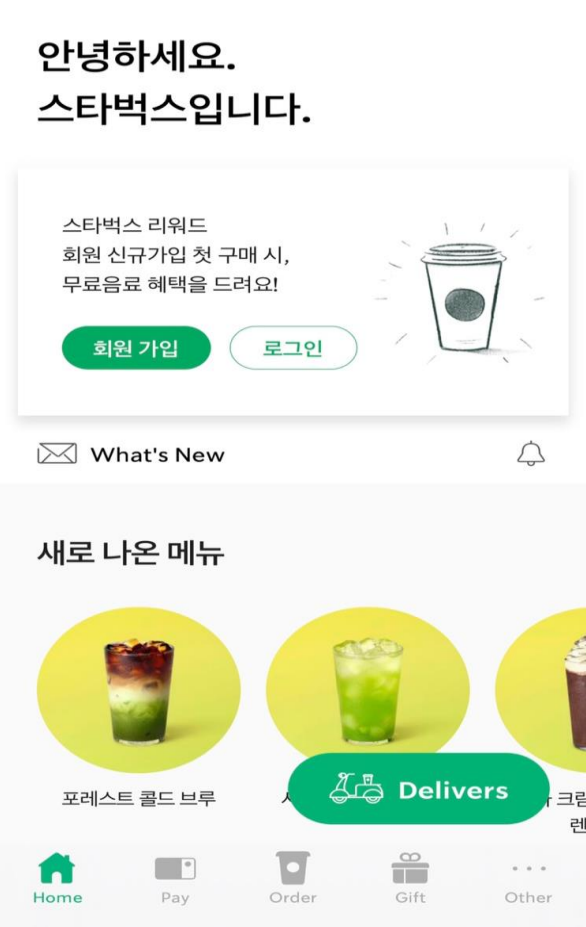 안녕하세요.
스타벅스입니다.
스타벅스 리워드
회원 신규가입 첫 구매 시,
무료음료 혜택을 드려요!
회원 가입
로그인
What's New
새로 나온 메뉴
포레스트 콜드 브루
Delivers
Home
Pay
Order
Gift
Other